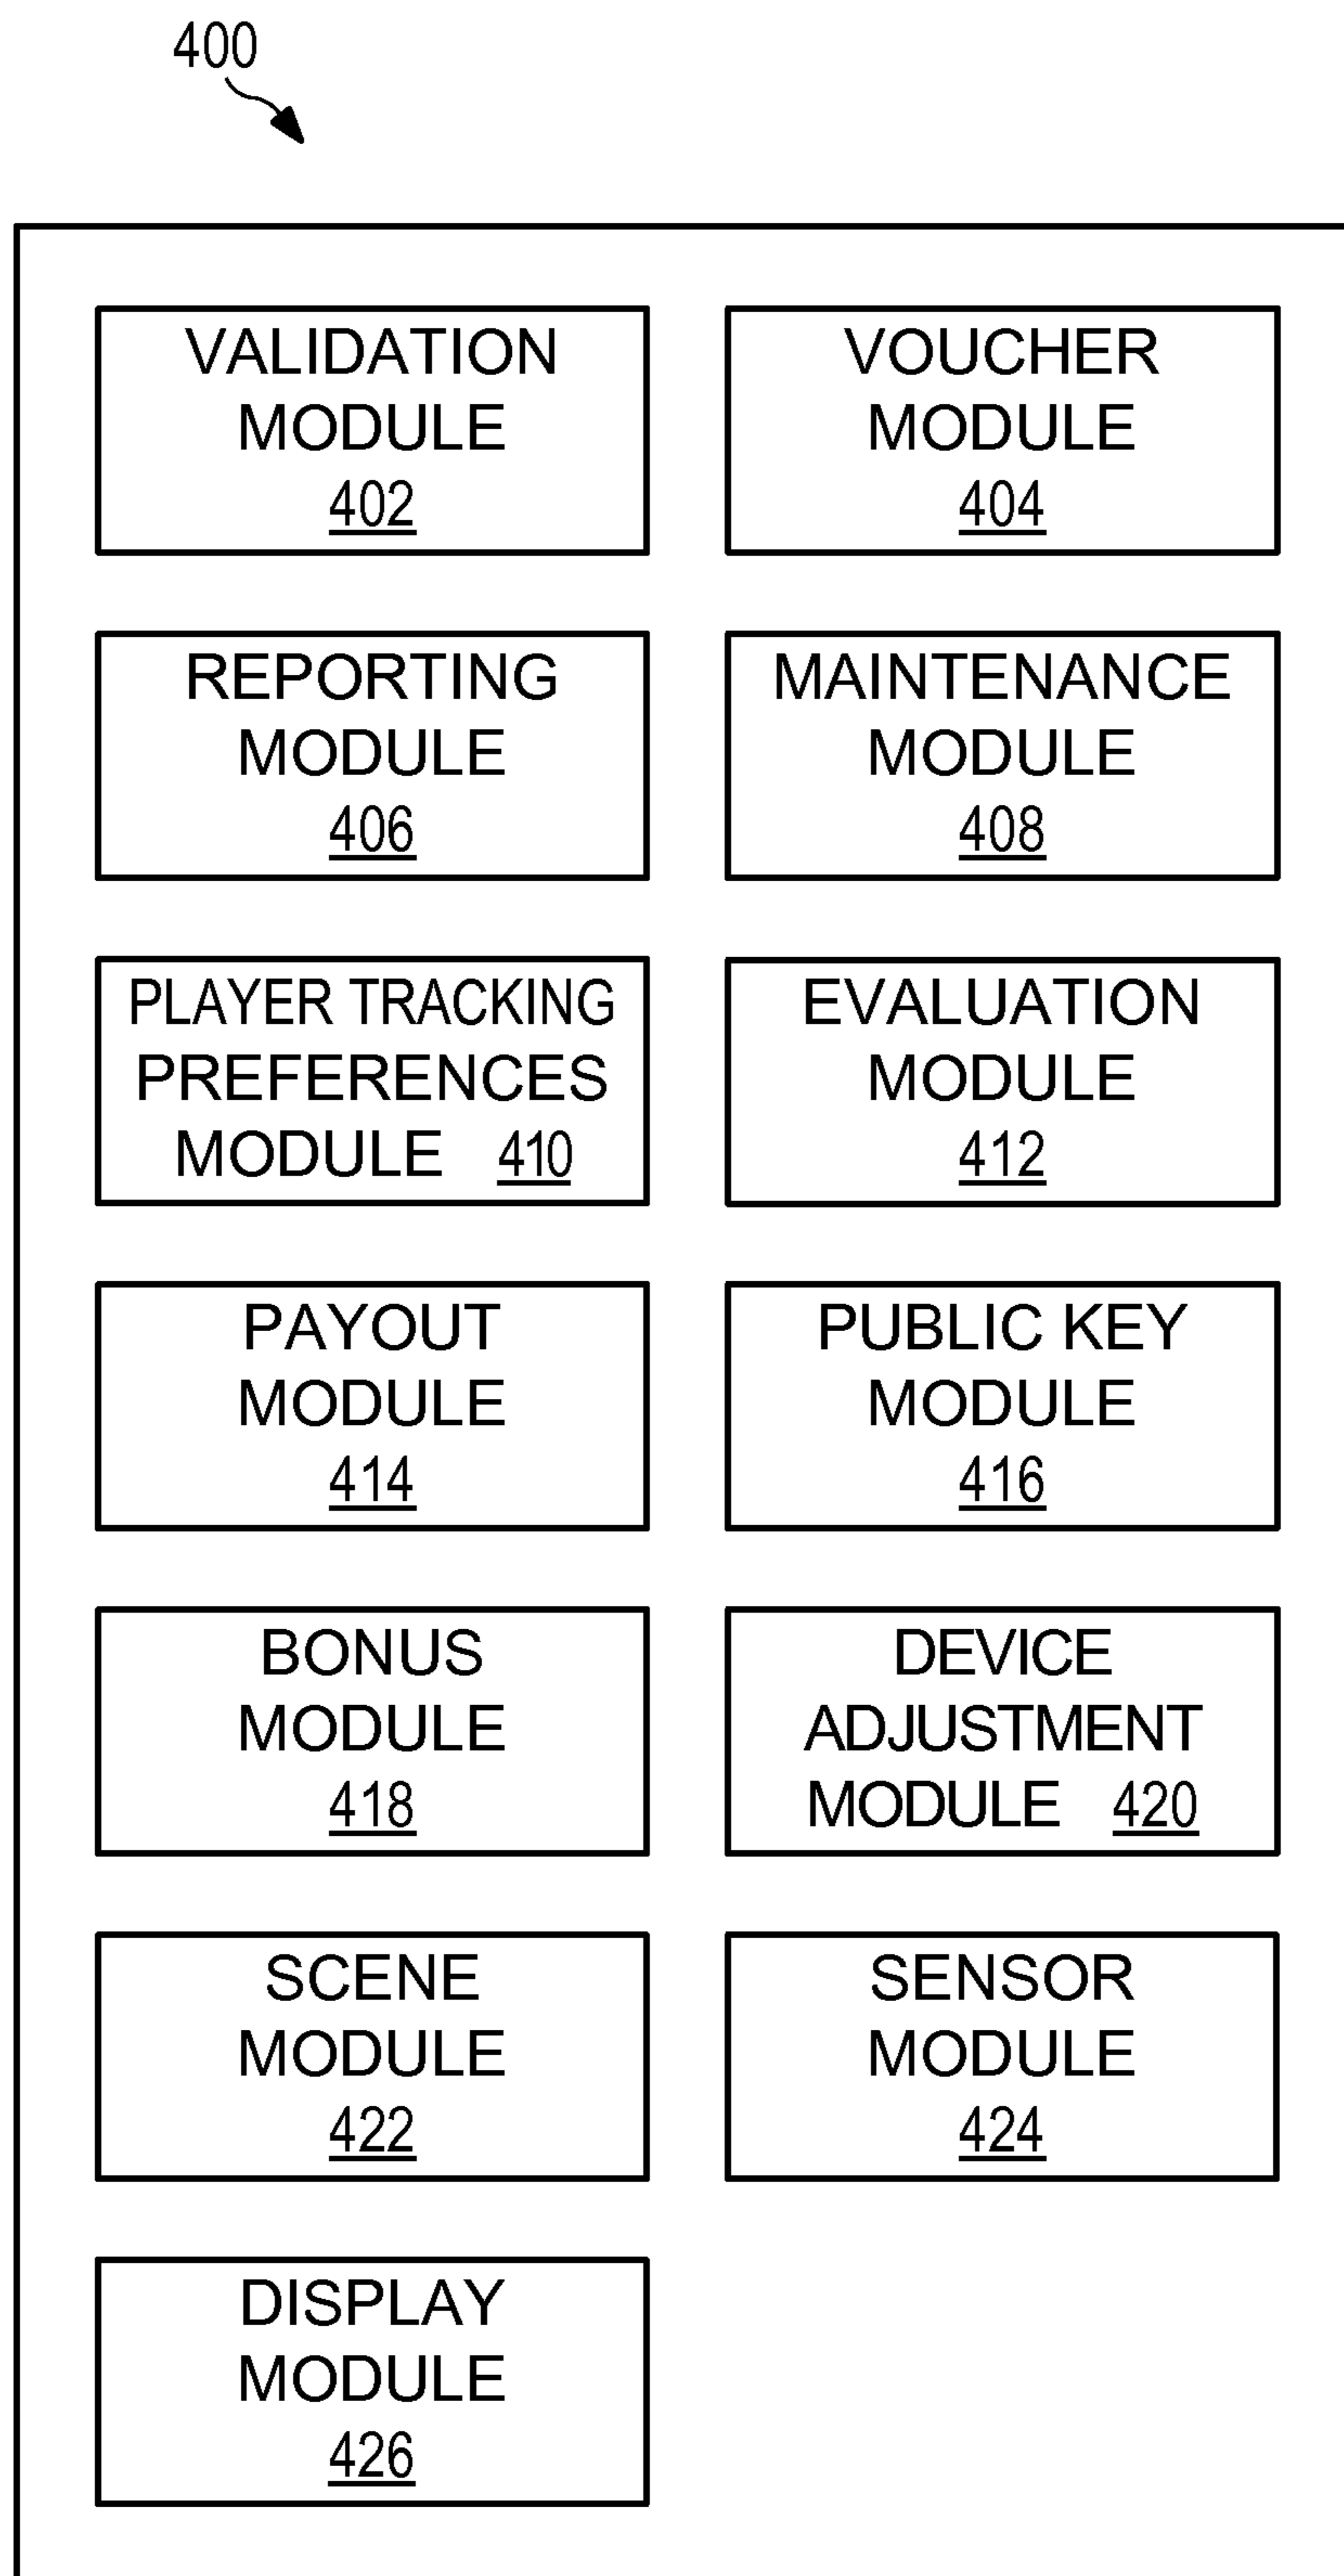 400
VALIDATION
MODULE
402
VOUCHER
MODULE
404
REPORTING
MODULE
406
MAINTENANCE
MODULE
408
PLAYER TRACKING
PREFERENCES
MODULE 410
EVALUATION
MODULE
412
PAYOUT
MODULE
414
PUBLIC KEY
MODULE
416
BONUS
MODULE
418
DEVICE
ADJUSTMENT
MODULE 420
SCENE
MODULE
422
SENSOR
MODULE
424
DISPLAY
MODULE
426